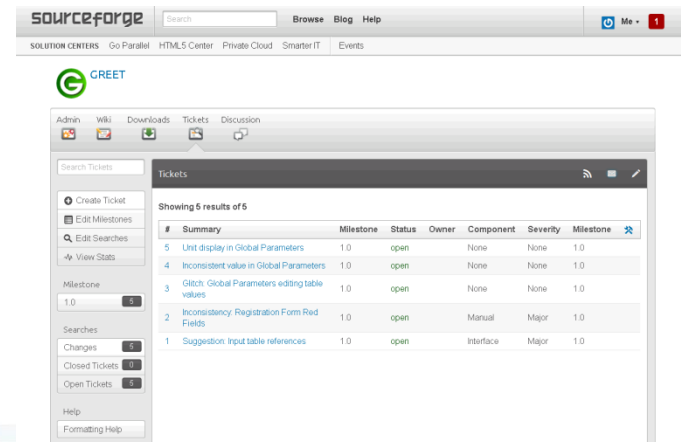 sourceforge Search Browse Blog Help Me 1
SOLUTION CENTERS Go Parallel HTML5 Center Private Cloud Smarter IT Events
GREET
Admin Wiki Downloads Tickets Discussion
Search Tickets
Create Ticket
Edit Milestones
Edit Searches
View Stats
Milestone
1.0 5
Searches
Changes 5
Closed Tickets 0
Open Tickets 5
Help
Formatting Help
Tickets
Showing 5 results of 5
# Summary Milestone Status Owner Component Severity Milestone
5 Unit display in Global Parameters 1.0 open None None 1.0
4 Inconsistent value in Global Parameters 1.0 open None None 1.0
3 Glitch: Global Parameters editing table values 1.0 open None None 1.0
2 Inconsistency: Registration Form Red Fields 1.0 open Manual Major 1.0
1 Suggestion: Input table references 1.0 open Interface Major 1.0